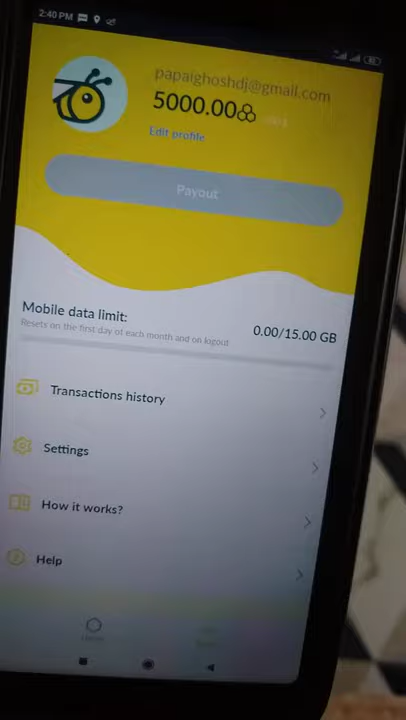 2:40 PM
papaighoshdj@gmail.com
5000.00
Edit profile
Payout
Mobile data limit:
Resets on the first day of each month and on logout
0.00/15.00 GB
Transactions history
Settings
How it works?
Help